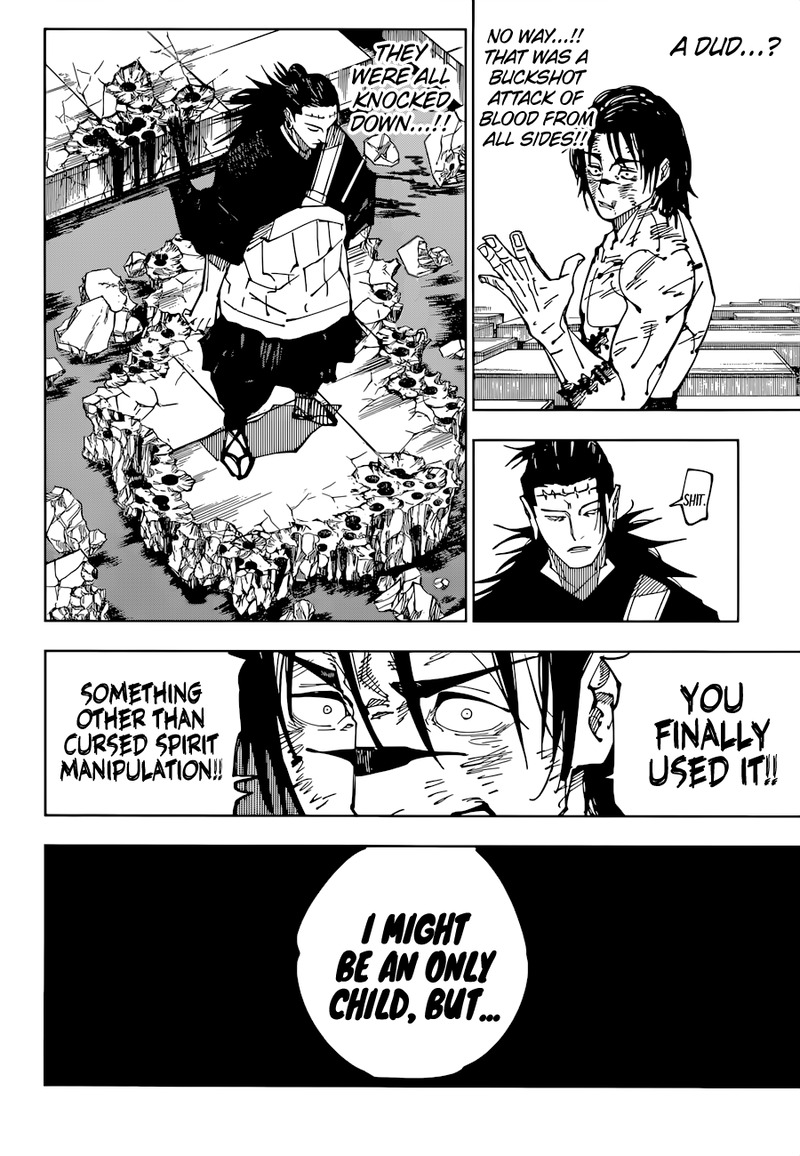 A DUD...?
NO WAY...!!
THAT WAS A
BUCKSHOT
ATTACK OF
BLOOD FROM
ALL SIDES!!
THEY
WERE ALL
KNOCKED
DOWN...!!
SHIT.
YOU
FINALLY
USED IT!!
SOMETHING
OTHER THAN
CURSED SPIRIT
MANIPULATION!!
I MIGHT
BE AN ONLY
CHILD, BUT...